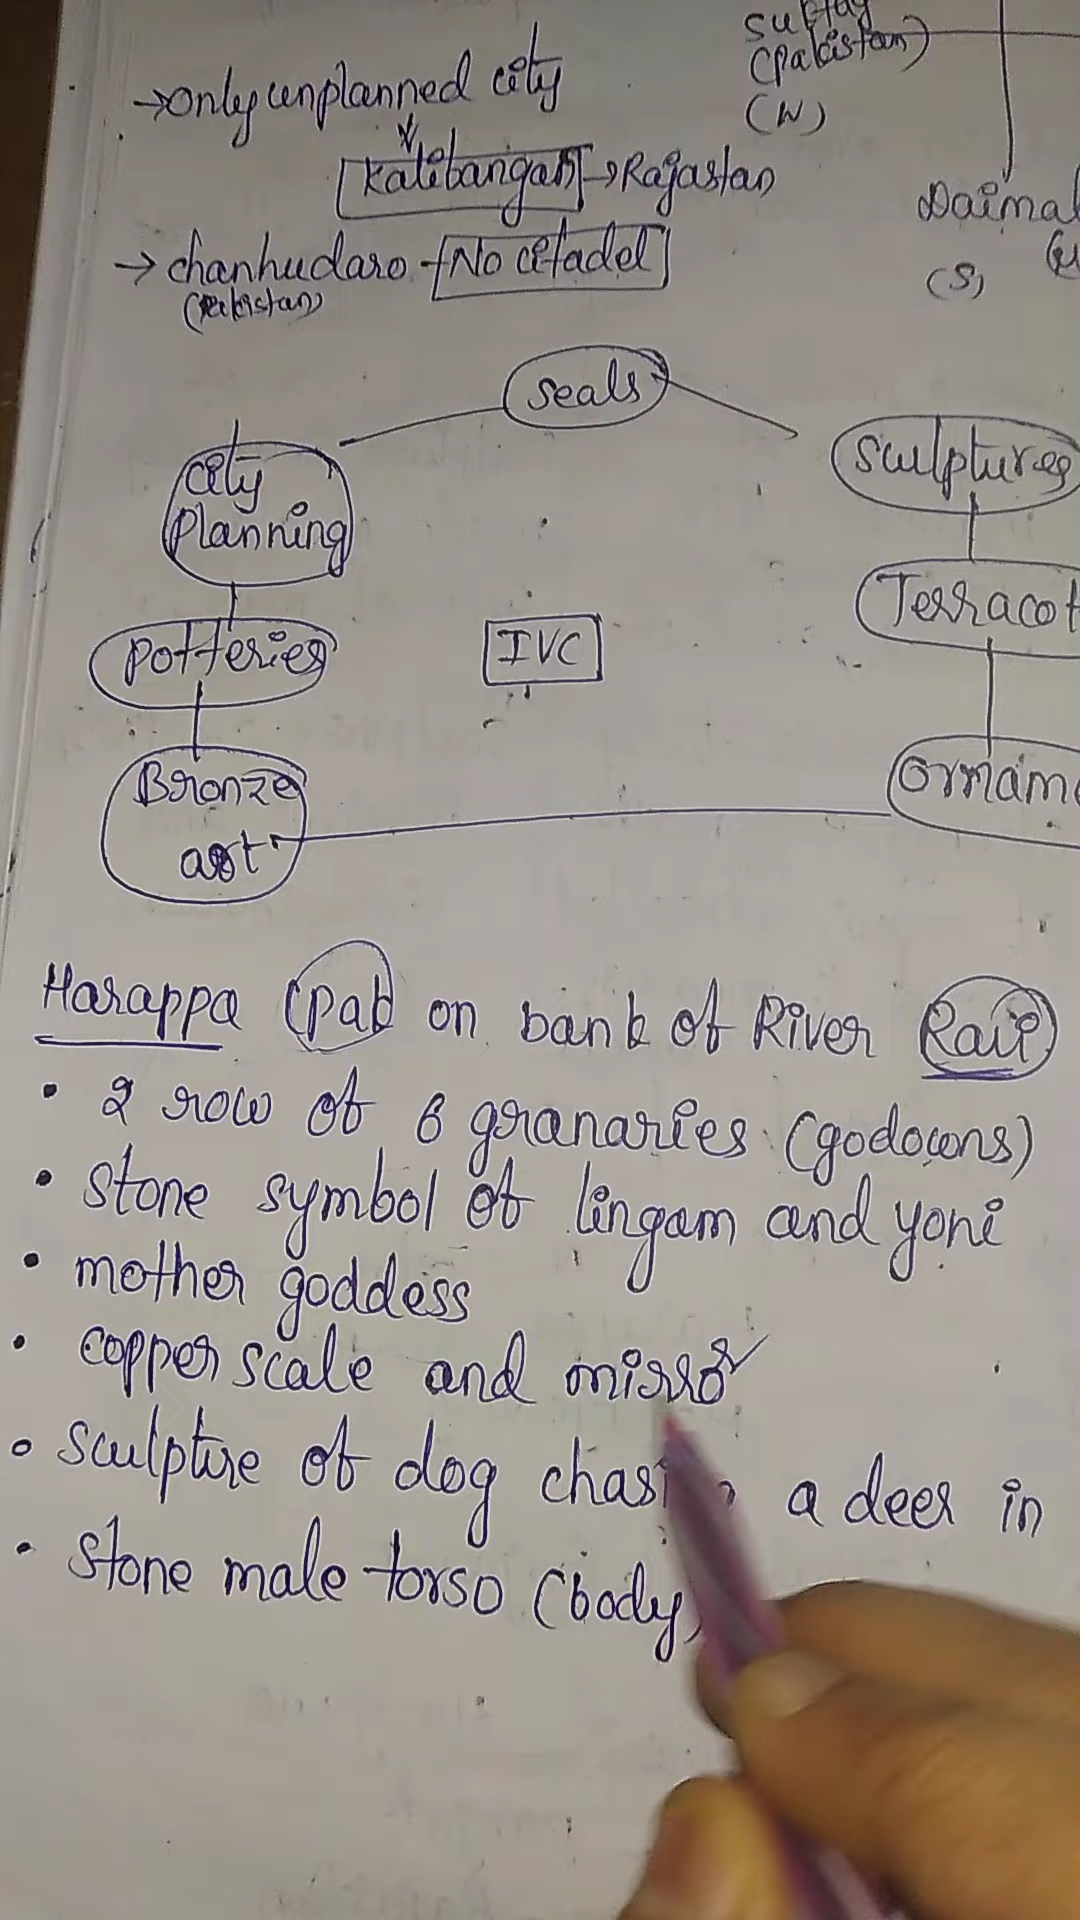 (Pakistan)
(W)
→only unplanned city
Kalibangan → Rajastan
Daimal
(S)
→ chanhudaro - No citadel
(Pakistan)
seals
city
planning
sculptures
Terracot
potteries
IVC
Bronze
art
Ornam
Harappa (Pak) on bank of River Ravi
• 2 row of 6 granaries (godowns)
• stone symbol of lingam and yoni
• mother goddess
• copper scale and mirror
• sculpture of dog chasi a deer in
• stone male torso (body)